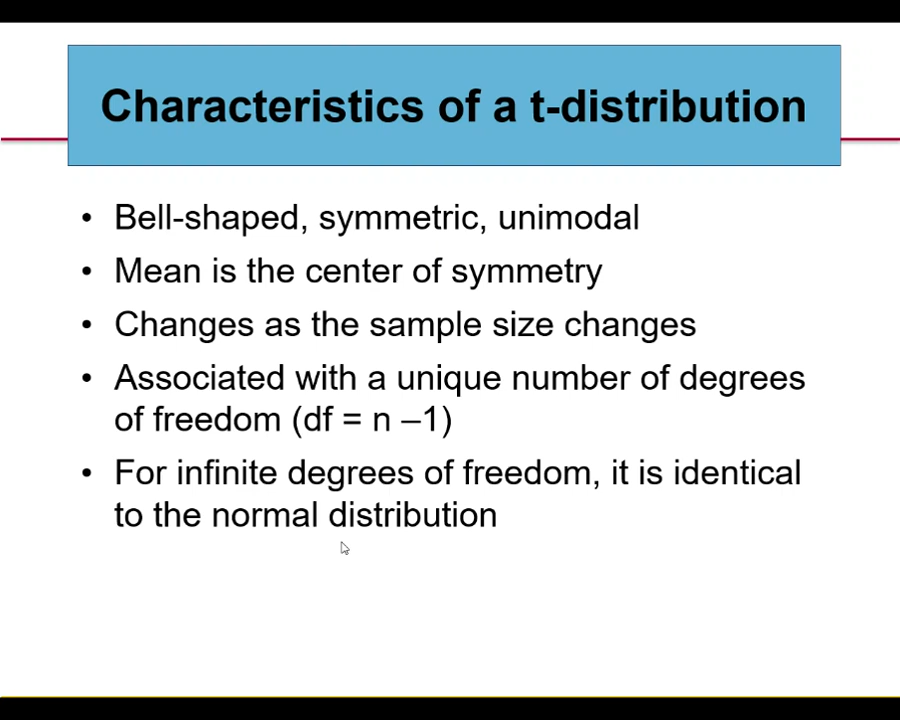 Characteristics of a t-distribution
• Bell-shaped, symmetric, unimodal
• Mean is the center of symmetry
• Changes as the sample size changes
• Associated with a unique number of degrees
of freedom (df = n –1)
• For infinite degrees of freedom, it is identical
to the normal distribution